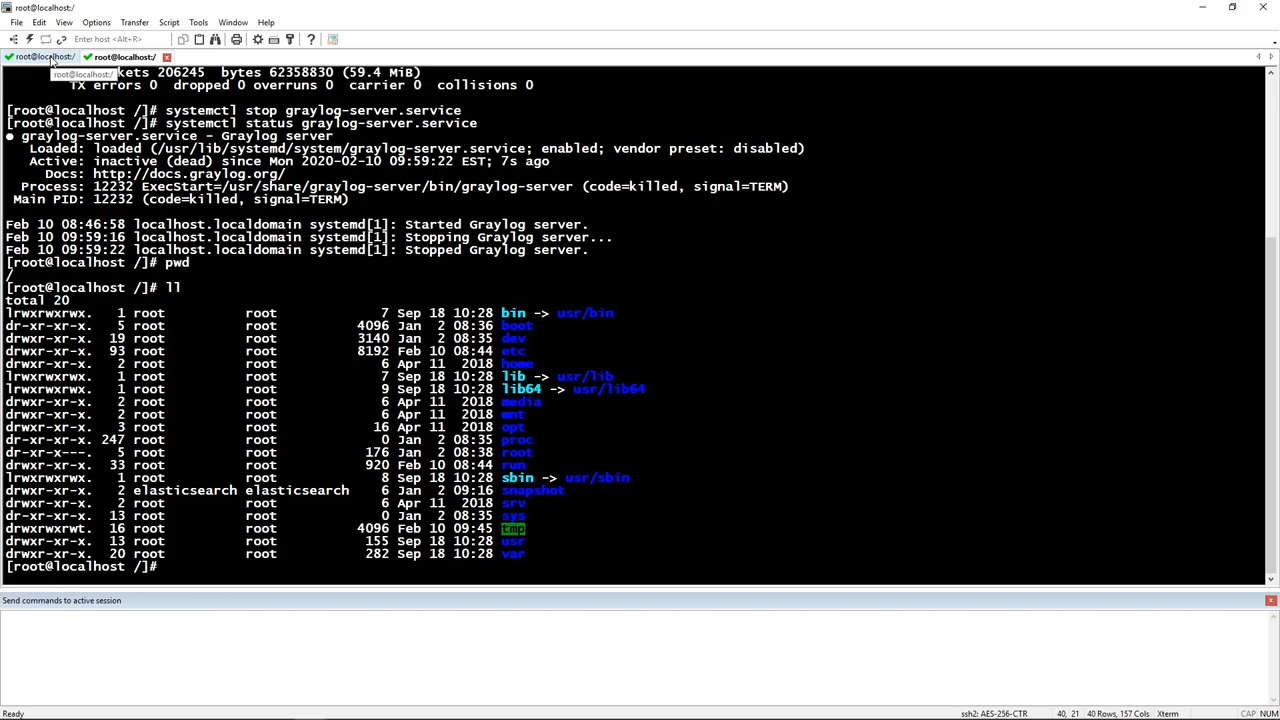 root@localhost:/
File Edit View Options Transfer Script Tools Window Help
Enter host <Alt+R>
root@localhost:/ root@localhost:/
root@localhost:/
kets 206245 bytes 62358830 (59.4 MiB)
TX errors 0 dropped 0 overruns 0 carrier 0 collisions 0
[root@localhost /]# systemctl stop graylog-server.service
[root@localhost /]# systemctl status graylog-server.service
● graylog-server.service - Graylog server
Loaded: loaded (/usr/lib/systemd/system/graylog-server.service; enabled; vendor preset: disabled)
Active: inactive (dead) since Mon 2020-02-10 09:59:22 EST; 7s ago
Docs: http://docs.graylog.org/
Process: 12232 ExecStart=/usr/share/graylog-server/bin/graylog-server (code=killed, signal=TERM)
Main PID: 12232 (code=killed, signal=TERM)
Feb 10 08:46:58 localhost.localdomain systemd[1]: Started Graylog server.
Feb 10 09:59:16 localhost.localdomain systemd[1]: Stopping Graylog server...
Feb 10 09:59:22 localhost.localdomain systemd[1]: Stopped Graylog server.
[root@localhost /]# pwd
/
[root@localhost /]# ll
total 20
lrwxrwxrwx. 1 root root 7 Sep 18 10:28 bin -> usr/bin
dr-xr-xr-x. 5 root root 4096 Jan 2 08:36 boot
drwxr-xr-x. 19 root root 3140 Jan 2 08:35 dev
drwxr-xr-x. 93 root root 8192 Feb 10 08:44 etc
drwxr-xr-x. 2 root root 6 Apr 11 2018 home
lrwxrwxrwx. 1 root root 7 Sep 18 10:28 lib -> usr/lib
lrwxrwxrwx. 1 root root 9 Sep 18 10:28 lib64 -> usr/lib64
drwxr-xr-x. 2 root root 6 Apr 11 2018 media
drwxr-xr-x. 2 root root 6 Apr 11 2018 mnt
drwxr-xr-x. 3 root root 16 Apr 11 2018 opt
dr-xr-xr-x. 247 root root 0 Jan 2 08:35 proc
dr-xr-x---. 5 root root 176 Jan 2 08:38 root
drwxr-xr-x. 33 root root 920 Feb 10 08:44 run
lrwxrwxrwx. 1 root root 8 Sep 18 10:28 sbin -> usr/sbin
drwxr-xr-x. 2 elasticsearch elasticsearch 6 Jan 2 09:16 snapshot
drwxr-xr-x. 2 root root 6 Apr 11 2018 srv
dr-xr-xr-x. 13 root root 0 Jan 2 08:35 sys
drwxrwxrwt. 16 root root 4096 Feb 10 09:45 tmp
drwxr-xr-x. 13 root root 155 Sep 18 10:28 usr
drwxr-xr-x. 20 root root 282 Sep 18 10:28 var
[root@localhost /]#
Send commands to active session
Ready ssh2: AES-256-CTR 40, 21 40 Rows, 157 Cols Xterm CAP NUM